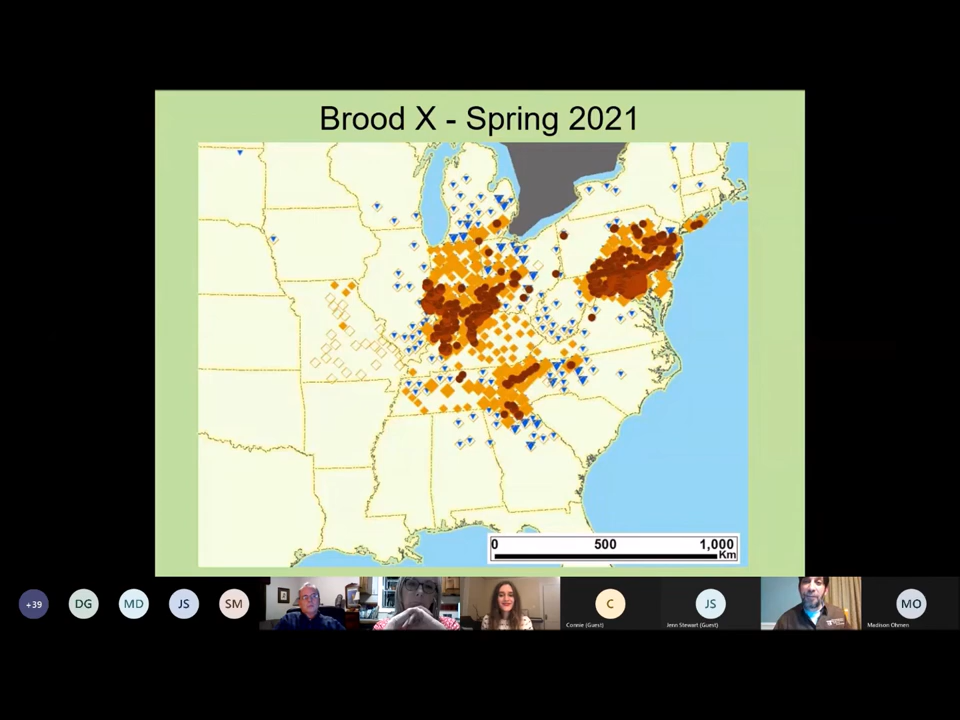 Brood X - Spring 2021
0 500 1,000
Km
+39 DG MD JS SM C JS MO
Connie (Guest) Jenn Stewart (Guest) Madison Ohmen